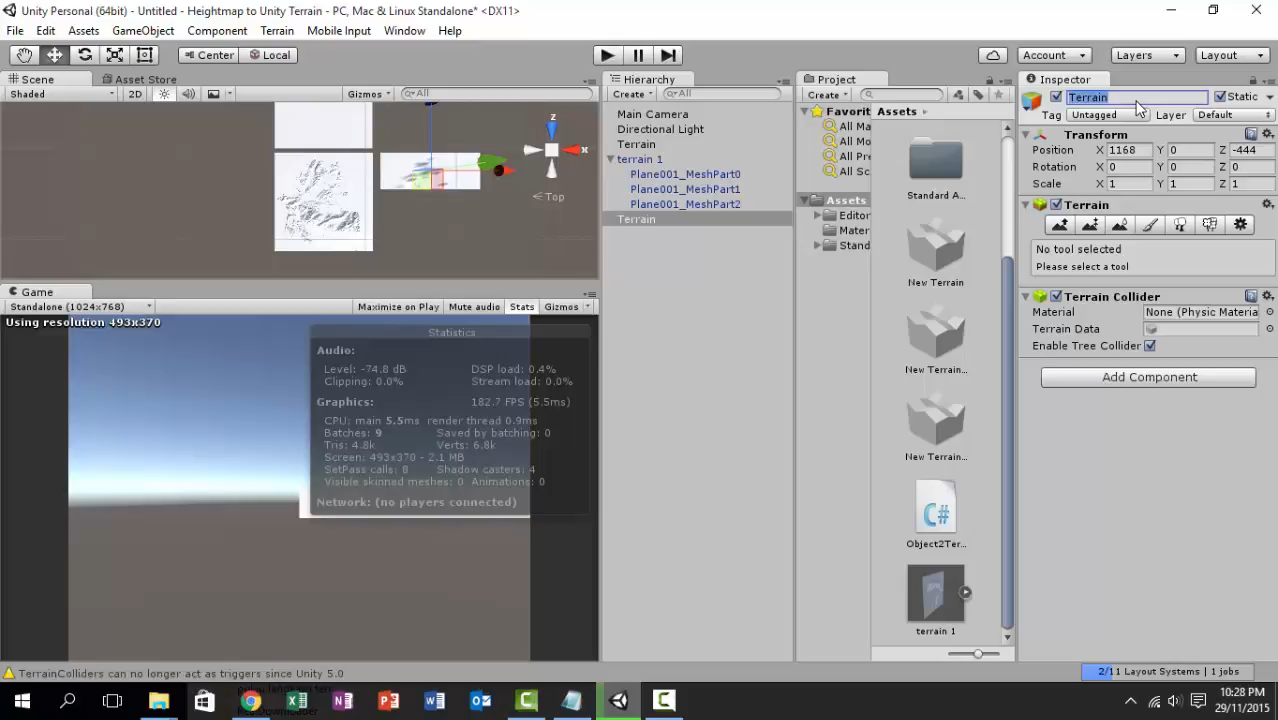 Unity Personal (64bit) - Untitled - Heightmap to Unity Terrain - PC, Mac & Linux Standalone* <DX11>
File Edit Assets GameObject Component Terrain Mobile Input Window Help
Center Local Account Layers Layout
Scene Asset Store
Shaded 2D Gizmos All
Z
X
Top
Game
Standalone (1024x768) Maximize on Play Mute audio Stats Gizmos
Using resolution 493x370
Statistics
Audio:
Level: -74.8 dB DSP load: 0.4%
Clipping: 0.0% Stream load: 0.0%
Graphics: 182.7 FPS (5.5ms)
CPU: main 5.5ms render thread 0.9ms
Batches: 9 Saved by batching: 0
Tris: 4.8k Verts: 6.8k
Screen: 493x370 - 2.1 MB
SetPass calls: 8 Shadow casters: 4
Visible skinned meshes: 0 Animations: 0
Network: (no players connected)
Hierarchy
Create All
Main Camera
Directional Light
Terrain
terrain 1
Plane001_MeshPart0
Plane001_MeshPart1
Plane001_MeshPart2
Terrain
Project
Create
Favorit
All Ma
All Mo
All Pre
All Sc
Assets
Editor
Mater
Stand
Assets
Standard A...
New Terrain
New Terrain...
New Terrain...
C#
Object2Ter...
terrain 1
Inspector
Terrain Static
Tag Untagged Layer Default
Transform
Position X 1168 Y 0 Z -444
Rotation X 0 Y 0 Z 0
Scale X 1 Y 1 Z 1
Terrain
No tool selected
Please select a tool
Terrain Collider
Material None (Physic Materia
Terrain Data
Enable Tree Collider
Add Component
TerrainColliders can no longer act as triggers since Unity 5.0
2/11 Layout Systems | 1 jobs
10:28 PM
29/11/2015